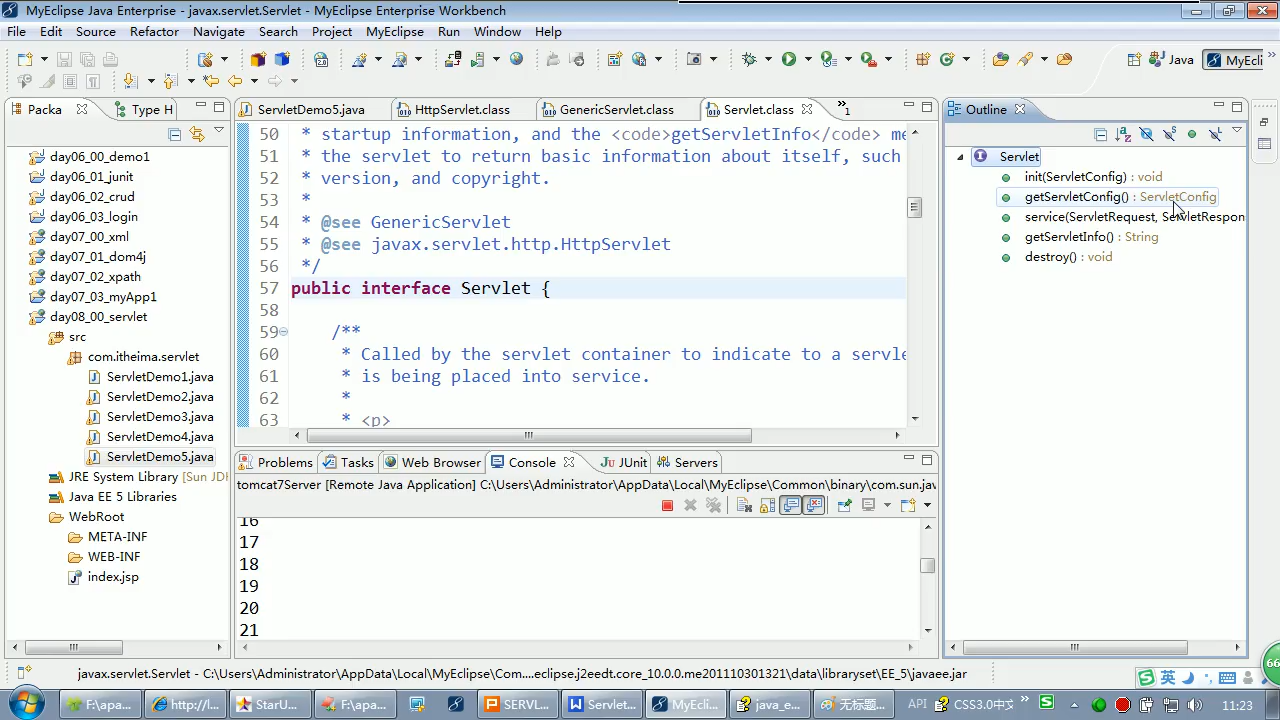 MyEclipse Java Enterprise - javax.servlet.Servlet - MyEclipse Enterprise Workbench
File Edit Source Refactor Navigate Search Project MyEclipse Run Window Help
Java MyEcli
Packa Type H
ServletDemo5.java HttpServlet.class GenericServlet.class Servlet.class »1
Outline
day06_00_demo1
day06_01_junit
day06_02_crud
day06_03_login
day07_00_xml
day07_01_dom4j
day07_02_xpath
day07_03_myApp1
day08_00_servlet
src
com.itheima.servlet
ServletDemo1.java
ServletDemo2.java
ServletDemo3.java
ServletDemo4.java
ServletDemo5.java
JRE System Library [Sun JDK
Java EE 5 Libraries
WebRoot
META-INF
WEB-INF
index.jsp
50 * startup information, and the <code>getServletInfo</code> me
51 * the servlet to return basic information about itself, such
52 * version, and copyright.
53 *
54 * @see GenericServlet
55 * @see javax.servlet.http.HttpServlet
56 */
57 public interface Servlet {
58
59 /**
60 * Called by the servlet container to indicate to a servle
61 * is being placed into service.
62 *
63 * <p>
Servlet
init(ServletConfig) : void
getServletConfig() : ServletConfig
service(ServletRequest, ServletRespon
getServletInfo() : String
destroy() : void
Problems Tasks Web Browser Console JUnit Servers
tomcat7Server [Remote Java Application] C:\Users\Administrator\AppData\Local\MyEclipse\Common\binary\com.sun.jav
16
17
18
19
20
21
javax.servlet.Servlet - C:\Users\Administrator\AppData\Local\MyEclipse\Com....eclipse.j2eedt.core_10.0.0.me201110301321\data\libraryset\EE_5\javaee.jar
英
66
F:\apa... http://l... StarU... F:\apa... SERVL... Servlet... MyEcli... java_e... 无标题... API CSS3.0中文 11:23